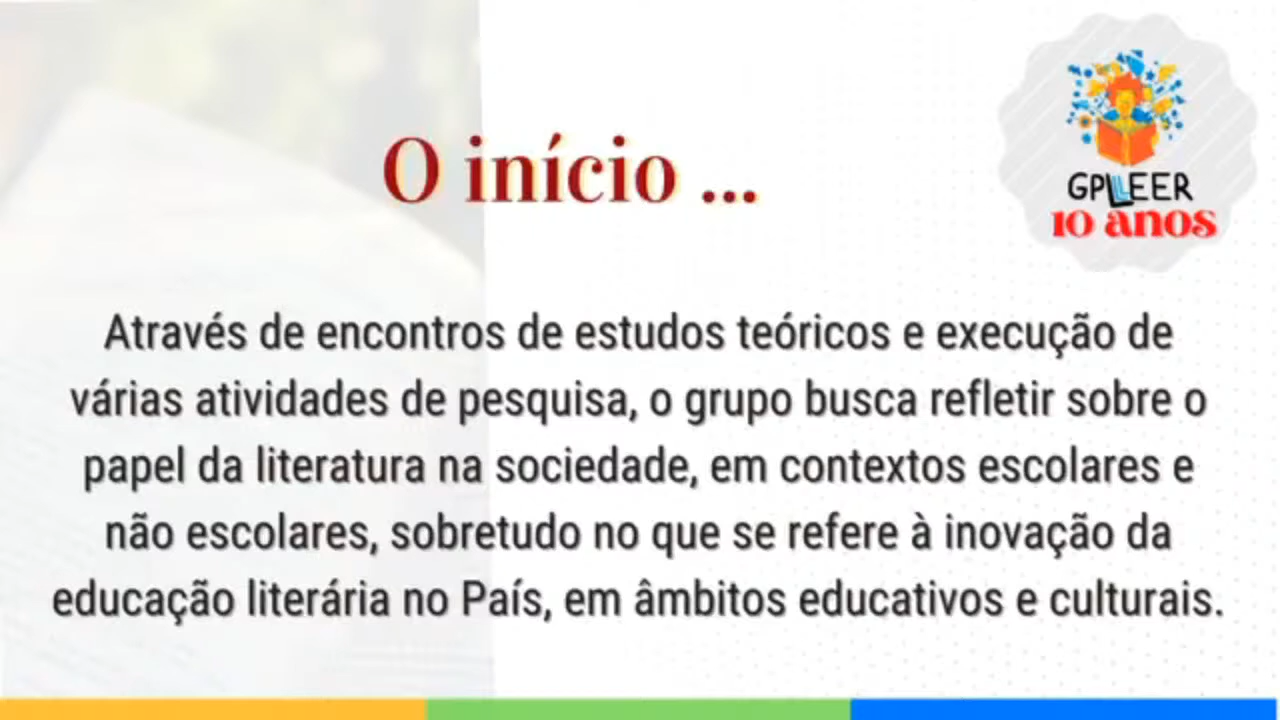 O início ...
GPLLEER
10 anos
Através de encontros de estudos teóricos e execução de
várias atividades de pesquisa, o grupo busca refletir sobre o
papel da literatura na sociedade, em contextos escolares e
não escolares, sobretudo no que se refere à inovação da
educação literária no País, em âmbitos educativos e culturais.